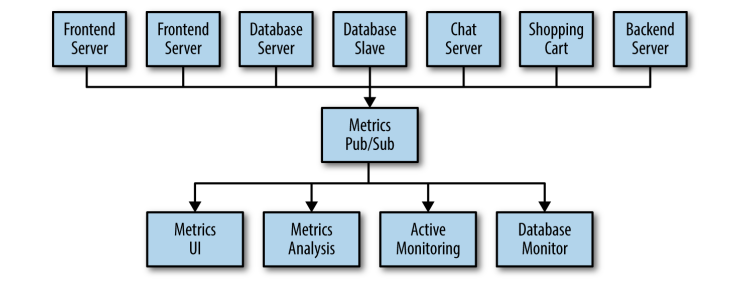 Frontend
Server
Frontend
Server
Database
Server
Database
Slave
Chat
Server
Shopping
Cart
Backend
Server
Metrics
Pub/Sub
Metrics
UI
Metrics
Analysis
Active
Monitoring
Database
Monitor